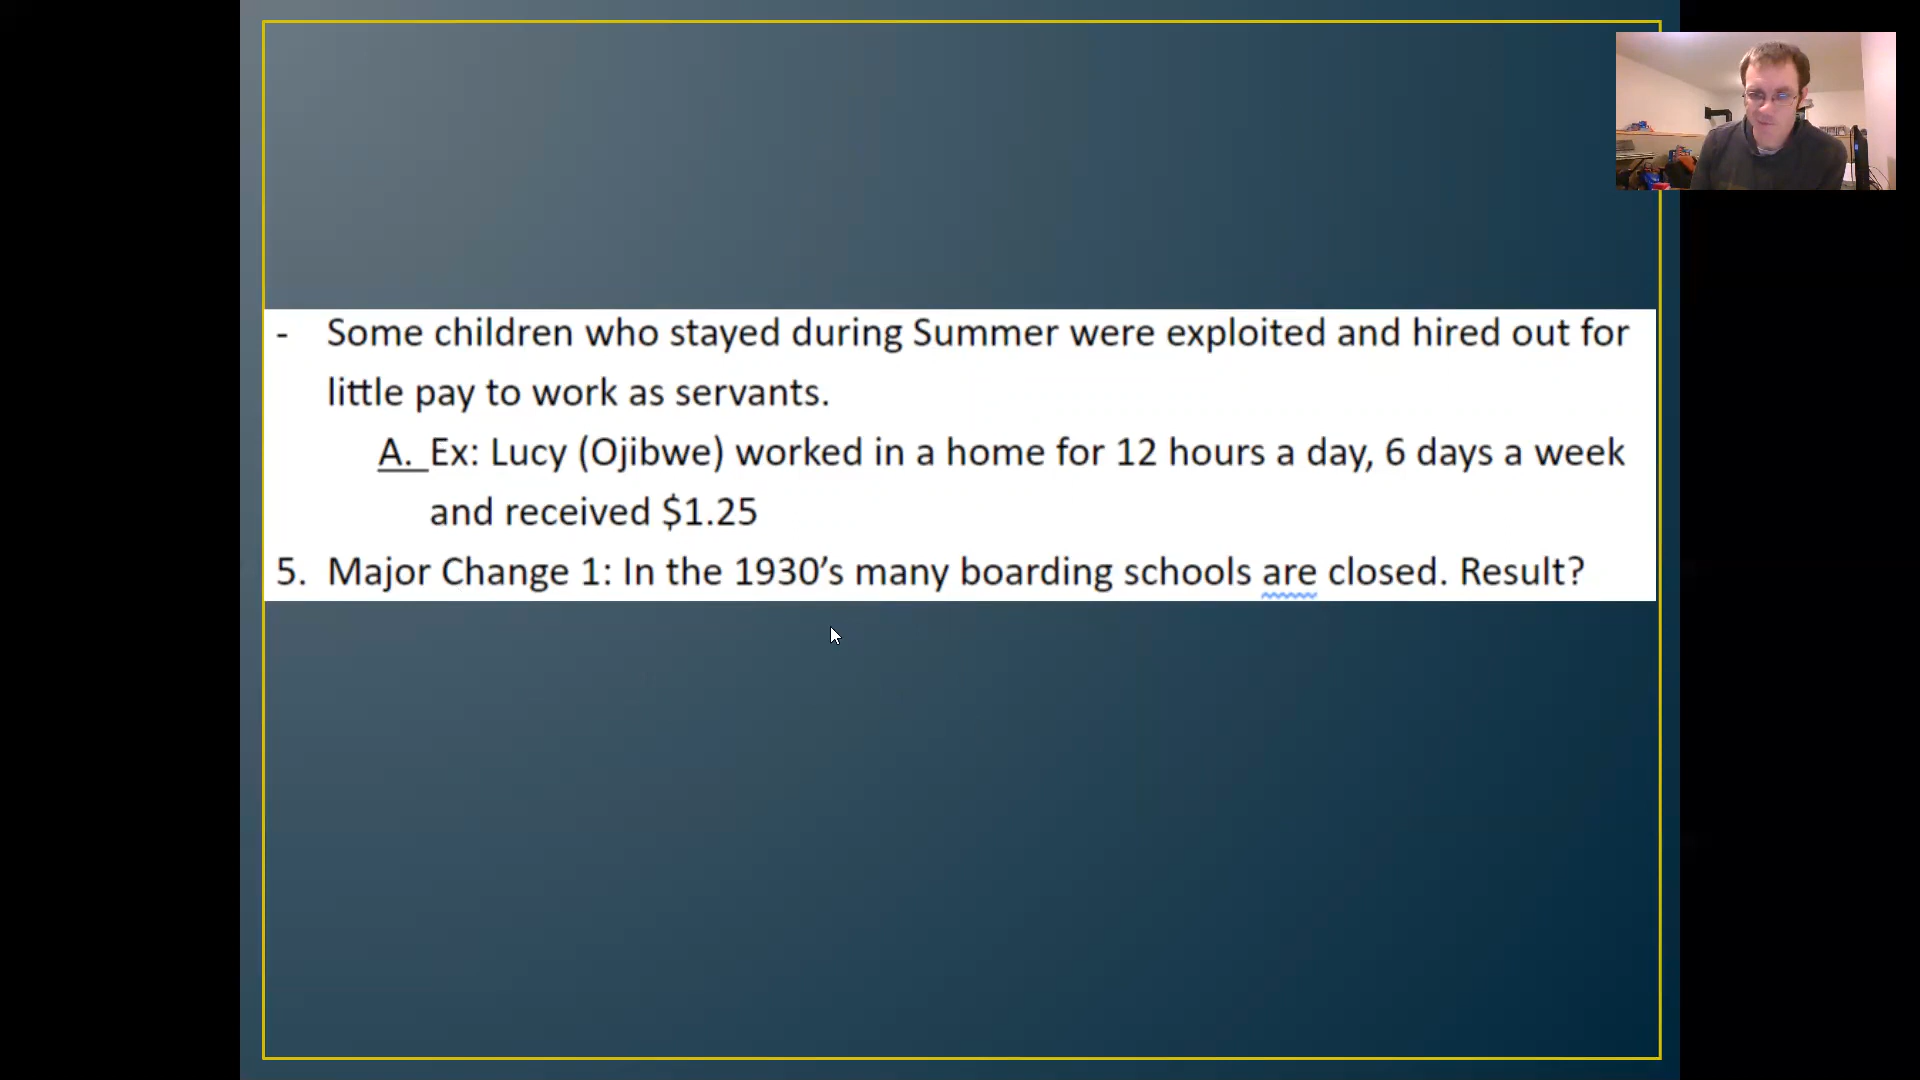 - Some children who stayed during Summer were exploited and hired out for
little pay to work as servants.
A. Ex: Lucy (Ojibwe) worked in a home for 12 hours a day, 6 days a week
and received $1.25
5. Major Change 1: In the 1930’s many boarding schools are closed. Result?